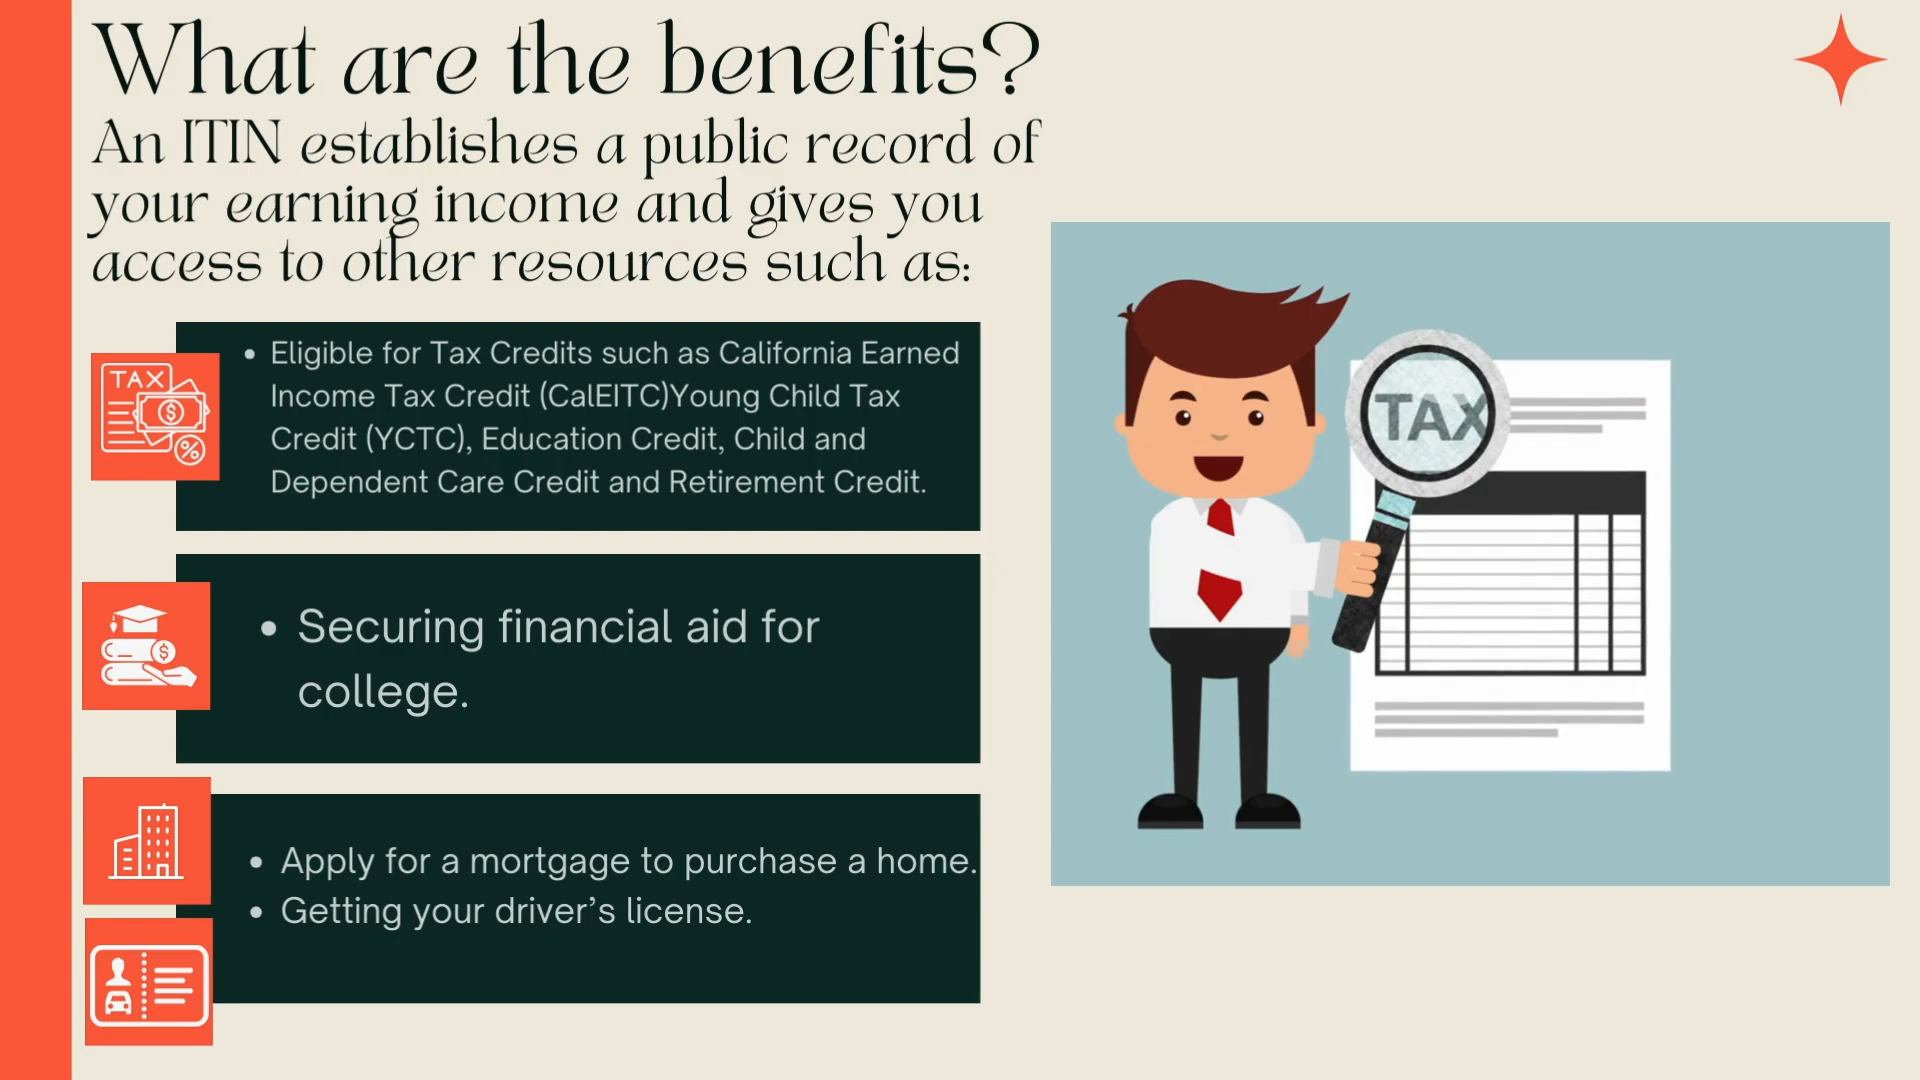 What are the benefits?
An ITIN establishes a public record of
your earning income and gives you
access to other resources such as:
TAX
• Eligible for Tax Credits such as California Earned
Income Tax Credit (CalEITC)Young Child Tax
Credit (YCTC), Education Credit, Child and
Dependent Care Credit and Retirement Credit.
• Securing financial aid for
college.
• Apply for a mortgage to purchase a home.
• Getting your driver’s license.
TAX